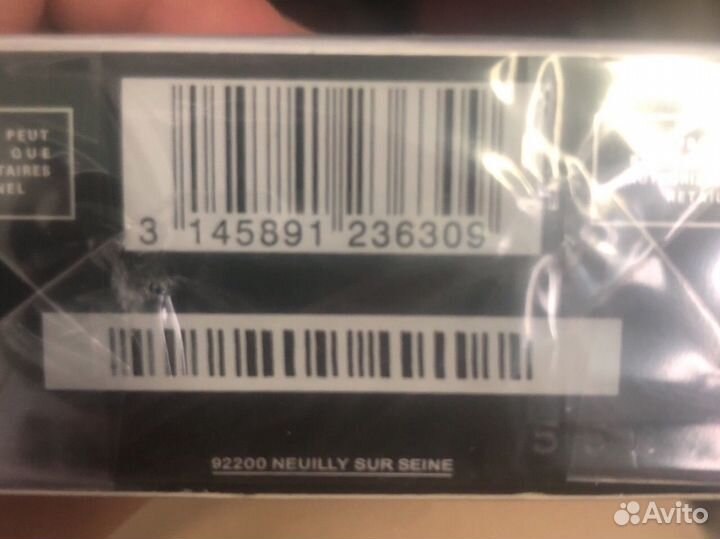 PEUT
QUE
TAIRES
NEL
3 145891 236309
92200 NEUILLY SUR SEINE
Avito